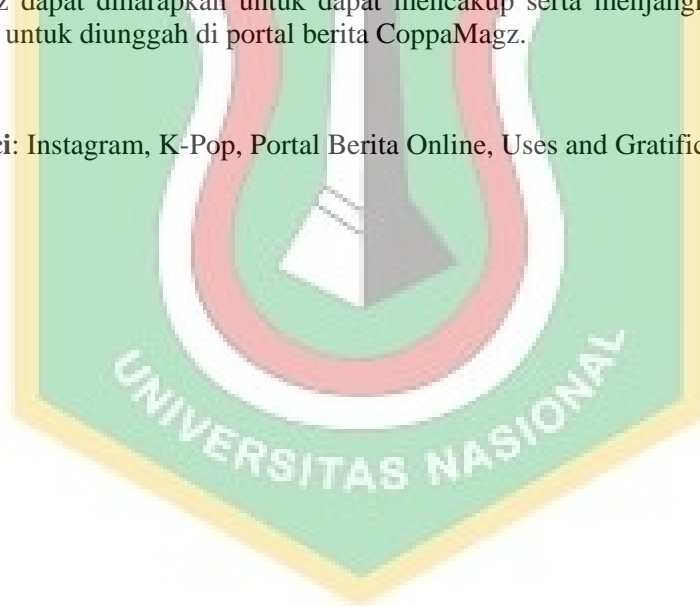 z dapat diharapkan untuk dapat mencakup serta menjangk
untuk diunggah di portal berita CoppaMagz.
ci: Instagram, K-Pop, Portal Berita Online, Uses and Gratific
UNIVERSITAS NASIONAL